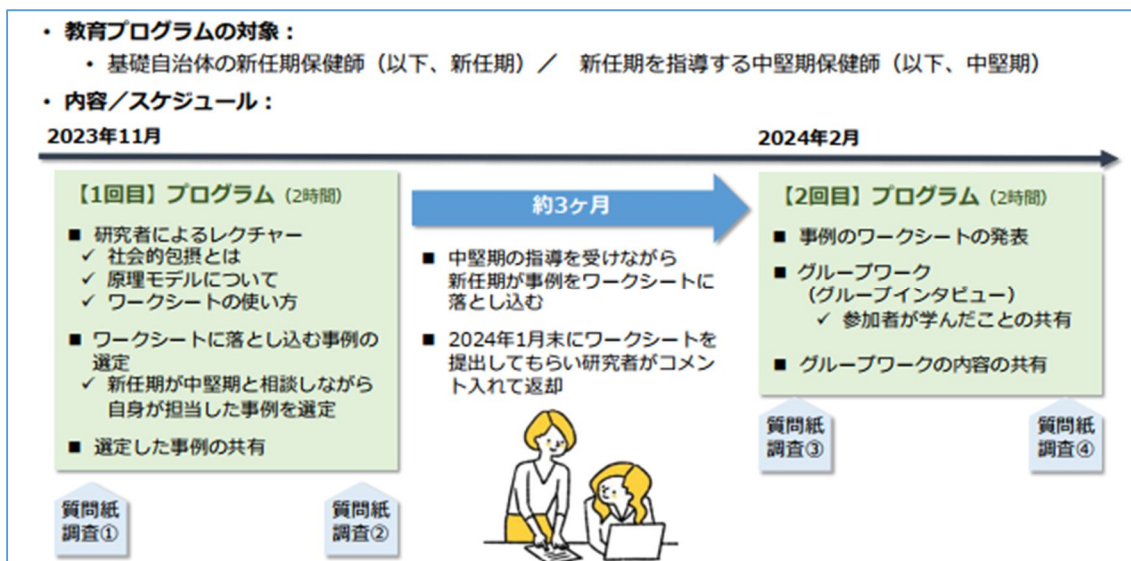 • 教育プログラムの対象：
• 基礎自治体の新任期保健師（以下、新任期）／ 新任期を指導する中堅期保健師（以下、中堅期）
• 内容／スケジュール：
2023年11月
2024年2月
【1回目】プログラム（2時間）
■ 研究者によるレクチャー
✓ 社会的包摂とは
✓ 原理モデルについて
✓ ワークシートの使い方
■ ワークシートに落とし込む事例の
選定
✓ 新任期が中堅期と相談しながら
自身が担当した事例を選定
■ 選定した事例の共有
質問紙
調査①
質問紙
調査②
約3ヶ月
■ 中堅期の指導を受けながら
新任期が事例をワークシートに
落とし込む
■ 2024年1月末にワークシートを
提出してもらい研究者がコメント
入れて返却
【2回目】プログラム（2時間）
■ 事例のワークシートの発表
■ グループワーク
（グループインタビュー）
✓ 参加者が学んだことの共有
■ グループワークの内容の共有
質問紙
調査③
質問紙
調査④